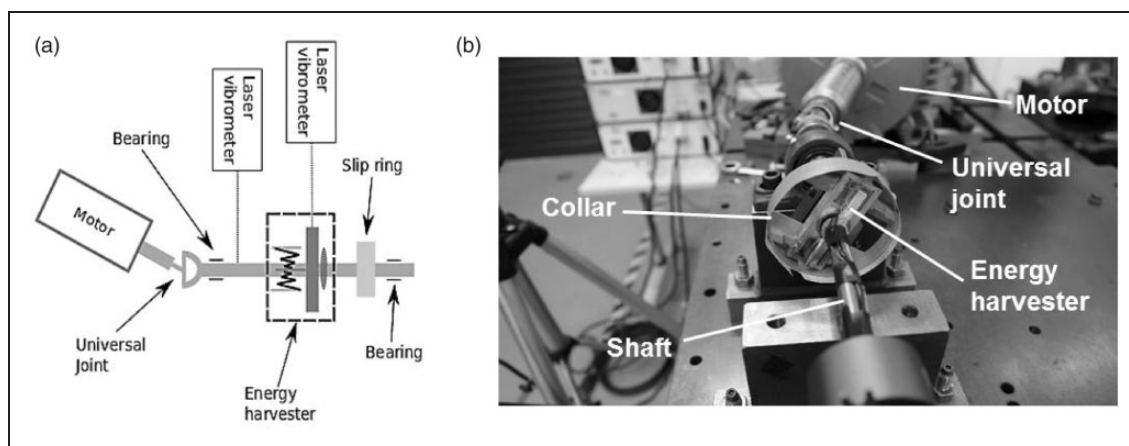 (a)
Laser
vibrometer
Laser
vibrometer
Bearing
Slip ring
Motor
Universal
Joint
Energy
harvester
Bearing
(b)
Motor
Universal
joint
Collar
Energy
harvester
Shaft